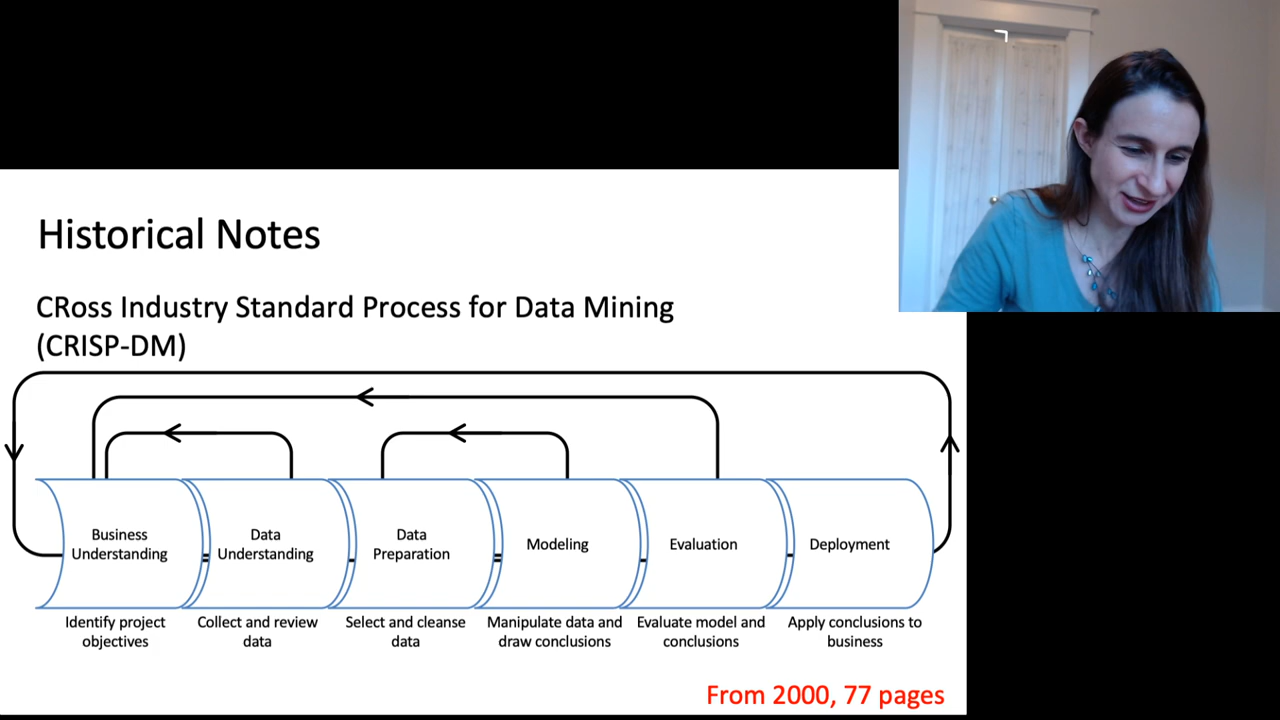 Historical Notes
CRoss Industry Standard Process for Data Mining
(CRISP-DM)
Business
Understanding
Data
Understanding
Data
Preparation
Modeling
Evaluation
Deployment
Identify project
objectives
Collect and review
data
Select and cleanse
data
Manipulate data and
draw conclusions
Evaluate model and
conclusions
Apply conclusions to
business
From 2000, 77 pages